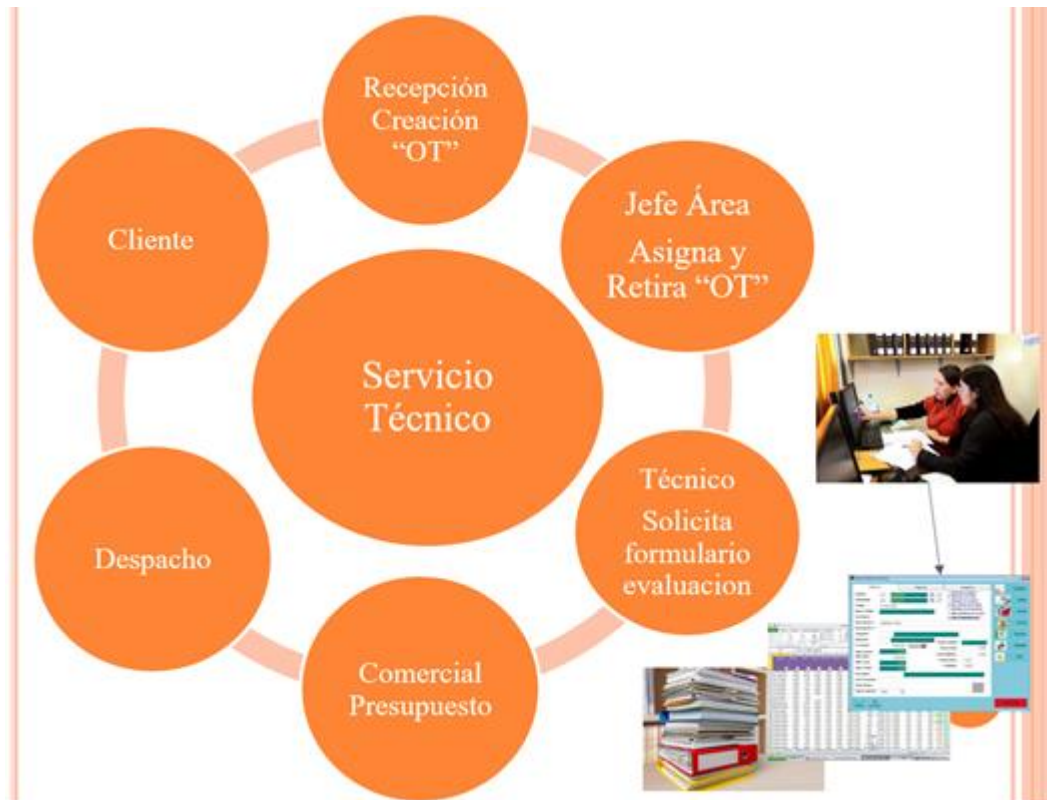 Recepción
Creación
“OT”
Jefe Área
Asigna y
Retira “OT”
Cliente
Servicio
Técnico
Técnico
Solicita
formulario
evaluacion
Despacho
Comercial
Presupuesto